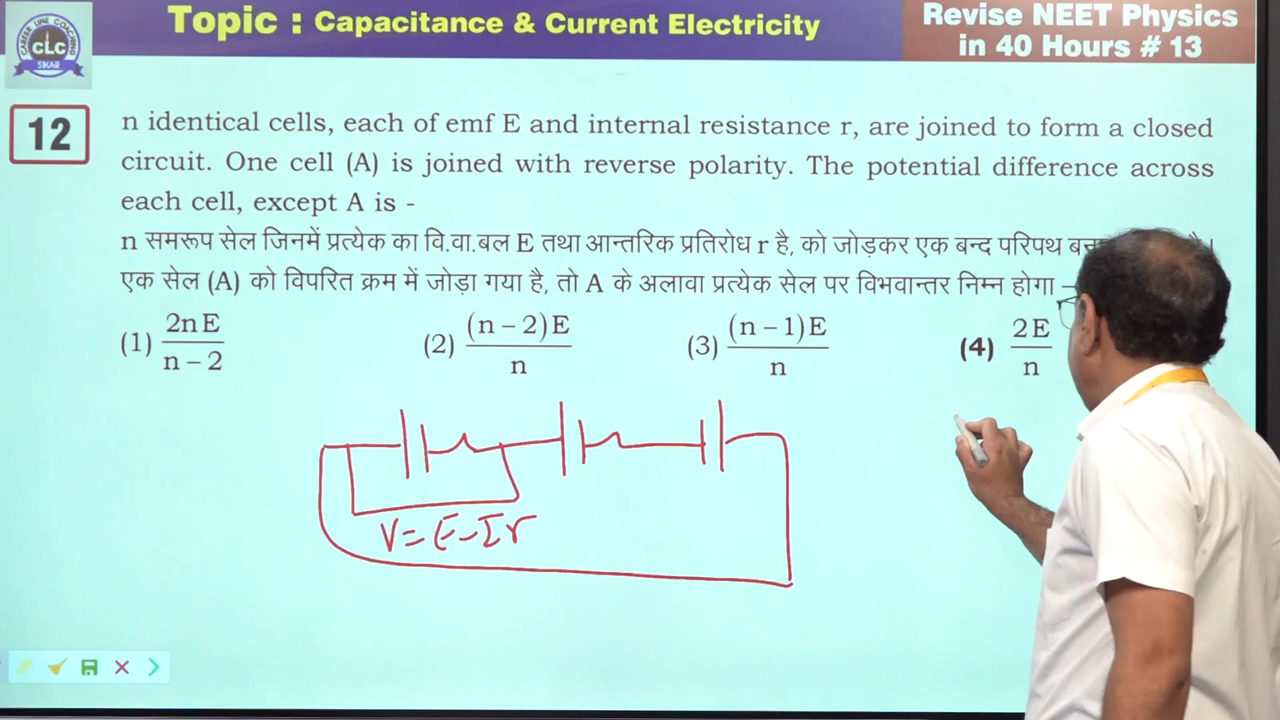 CAREER LINE COACHING
CLC
SIKAR
Topic : Capacitance & Current Electricity
Revise NEET Physics
in 40 Hours # 13
12
n identical cells, each of emf E and internal resistance r, are joined to form a closed
circuit. One cell (A) is joined with reverse polarity. The potential difference across
each cell, except A is -
n समरूप सेल जिनमें प्रत्येक का वि.वा.बल E तथा आन्तरिक प्रतिरोध r है, को जोड़कर एक बन्द परिपथ
एक सेल (A) को विपरित क्रम में जोड़ा गया है, तो A के अलावा प्रत्येक सेल पर विभवान्तर निम्न होगा –
(1) 2nE / n – 2 (2) (n – 2)E / n (3) (n – 1)E / n (4) 2E / n
V = E – Ir